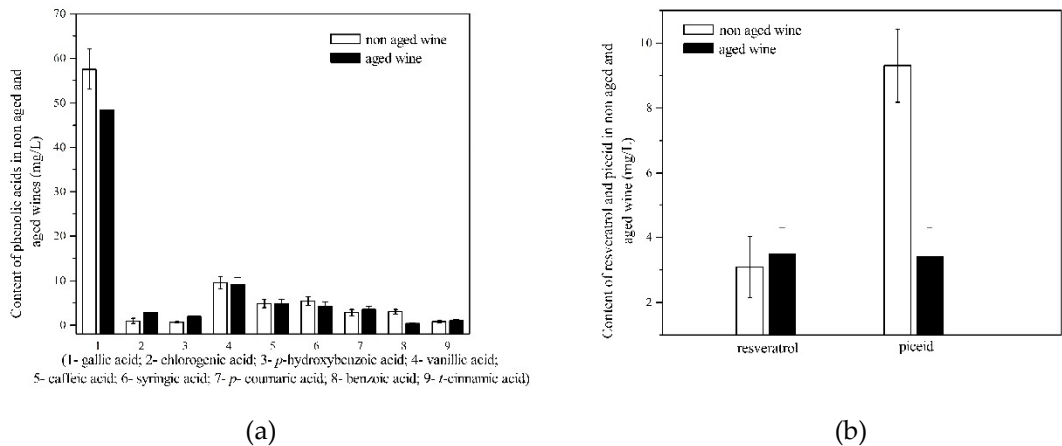 Content of phenolic acids in non aged and
aged wines (mg/L)
70
60
50
40
30
20
10
0
non aged wine
aged wine
1 2 3 4 5 6 7 8 9
(1- gallic acid; 2- chlorogenic acid; 3- p-hydroxybenzoic acid; 4- vanillic acid;
5- caffeic acid; 6- syringic acid; 7- p- coumaric acid; 8- benzoic acid; 9- t-cinnamic acid)
(a)
Content of resveratrol and piceid in non aged and
aged wine (mg/L)
10
8
6
4
2
non aged wine
aged wine
resveratrol piceid
(b)